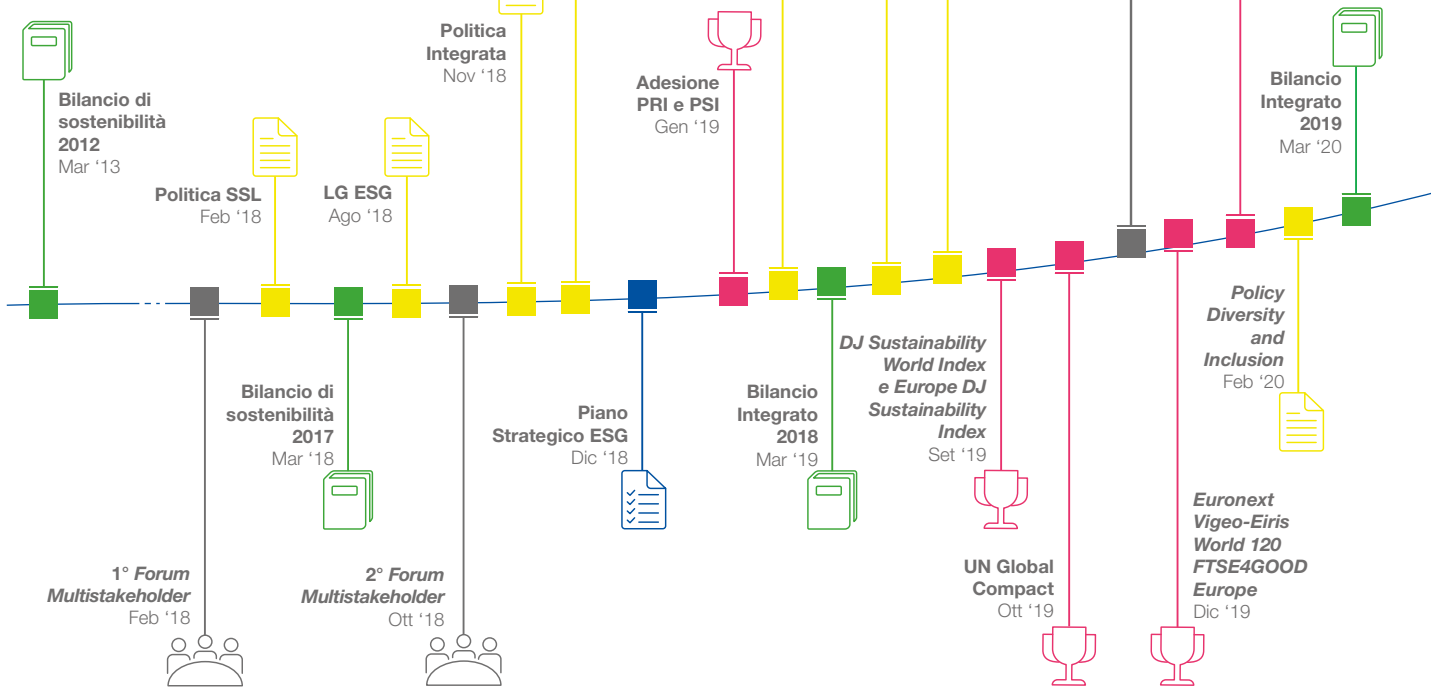 Bilancio di
sostenibilità
2012
Mar ‘13
1° Forum
Multistakeholder
Feb ‘18
Politica SSL
Feb ‘18
Bilancio di
sostenibilità
2017
Mar ‘18
LG ESG
Ago ‘18
2° Forum
Multistakeholder
Ott ‘18
Politica
Integrata
Nov ‘18
Piano
Strategico ESG
Dic ‘18
Adesione
PRI e PSI
Gen ‘19
Bilancio
Integrato
2018
Mar ‘19
DJ Sustainability
World Index
e Europe DJ
Sustainability
Index
Set ‘19
UN Global
Compact
Ott ‘19
Euronext
Vigeo-Eiris
World 120
FTSE4GOOD
Europe
Dic ‘19
Policy
Diversity
and
Inclusion
Feb ‘20
Bilancio
Integrato
2019
Mar ‘20